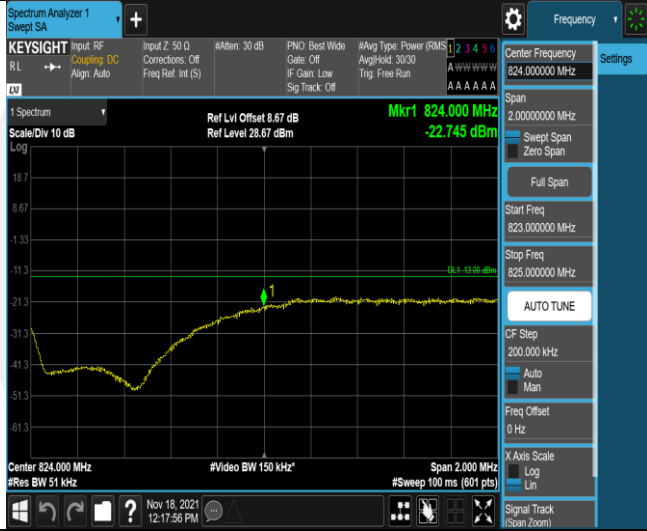 Spectrum Analyzer 1
Swept SA
+
Frequency
KEYSIGHT
RL
LXI
Input: RF
Coupling: DC
Align: Auto
Input Z: 50 Ω
Corrections: Off
Freq Ref: Int (S)
#Atten: 30 dB
PNO: Best Wide
Gate: Off
IF Gain: Low
Sig Track: Off
#Avg Type: Power (RMS
Avg|Hold: 30/30
Trig: Free Run
1 2 3 4 5 6
A W W W W W
A A A A A A
1 Spectrum
Scale/Div 10 dB
Log
Ref Lvl Offset 8.67 dB
Ref Level 28.67 dBm
Mkr1 824.000 MHz
-22.745 dBm
18.7
8.67
-1.33
-11.3
-21.3
-31.3
-41.3
-51.3
-61.3
DL1 -13.00 dBm
1
Center 824.000 MHz
#Res BW 51 kHz
#Video BW 150 kHz*
Span 2.000 MHz
#Sweep 100 ms (601 pts)
Nov 18, 2021
12:17:56 PM
Center Frequency
824.000000 MHz
Span
2.00000000 MHz
Swept Span
Zero Span
Full Span
Start Freq
823.000000 MHz
Stop Freq
825.000000 MHz
AUTO TUNE
CF Step
200.000 kHz
Auto
Man
Freq Offset
0 Hz
X Axis Scale
Log
Lin
Signal Track
(Span Zoom)
Settings